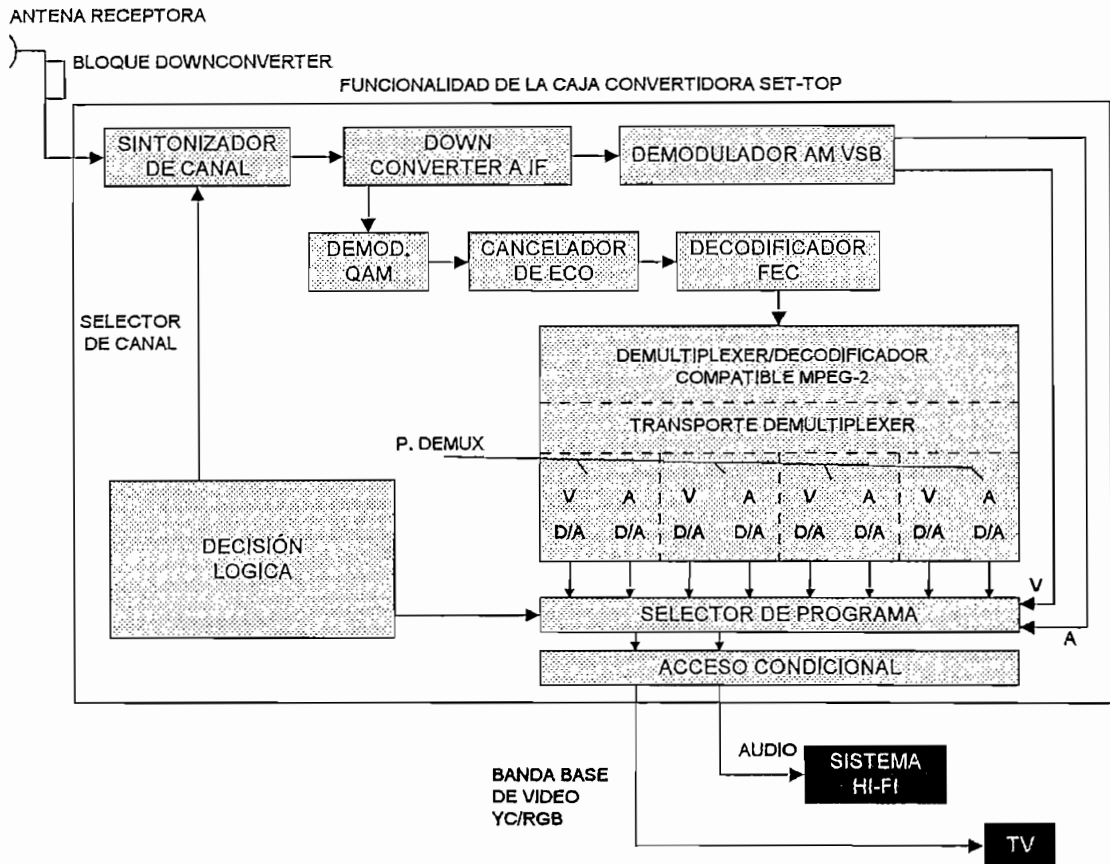 ANTENA RECEPTORA
BLOQUE DOWNCONVERTER
FUNCIONALIDAD DE LA CAJA CONVERTIDORA SET-TOP
SINTONIZADOR
DE CANAL
DOWN
CONVERTER A IF
DEMODULADOR AM VSB
DEMOD.
QAM
CANCELADOR
DE ECO
DECODIFICADOR
FEC
SELECTOR
DE CANAL
DEMULTIPLEXER/DECODIFICADOR
COMPATIBLE MPEG-2
TRANSPORTE DEMULTIPLEXER
P. DEMUX
V A V A V A V A
D/A D/A D/A D/A D/A D/A D/A D/A
DECISIÓN
LOGICA
V
SELECTOR DE PROGRAMA
A
ACCESO CONDICIONAL
AUDIO
SISTEMA
HI-FI
BANDA BASE
DE VIDEO
YC/RGB
TV